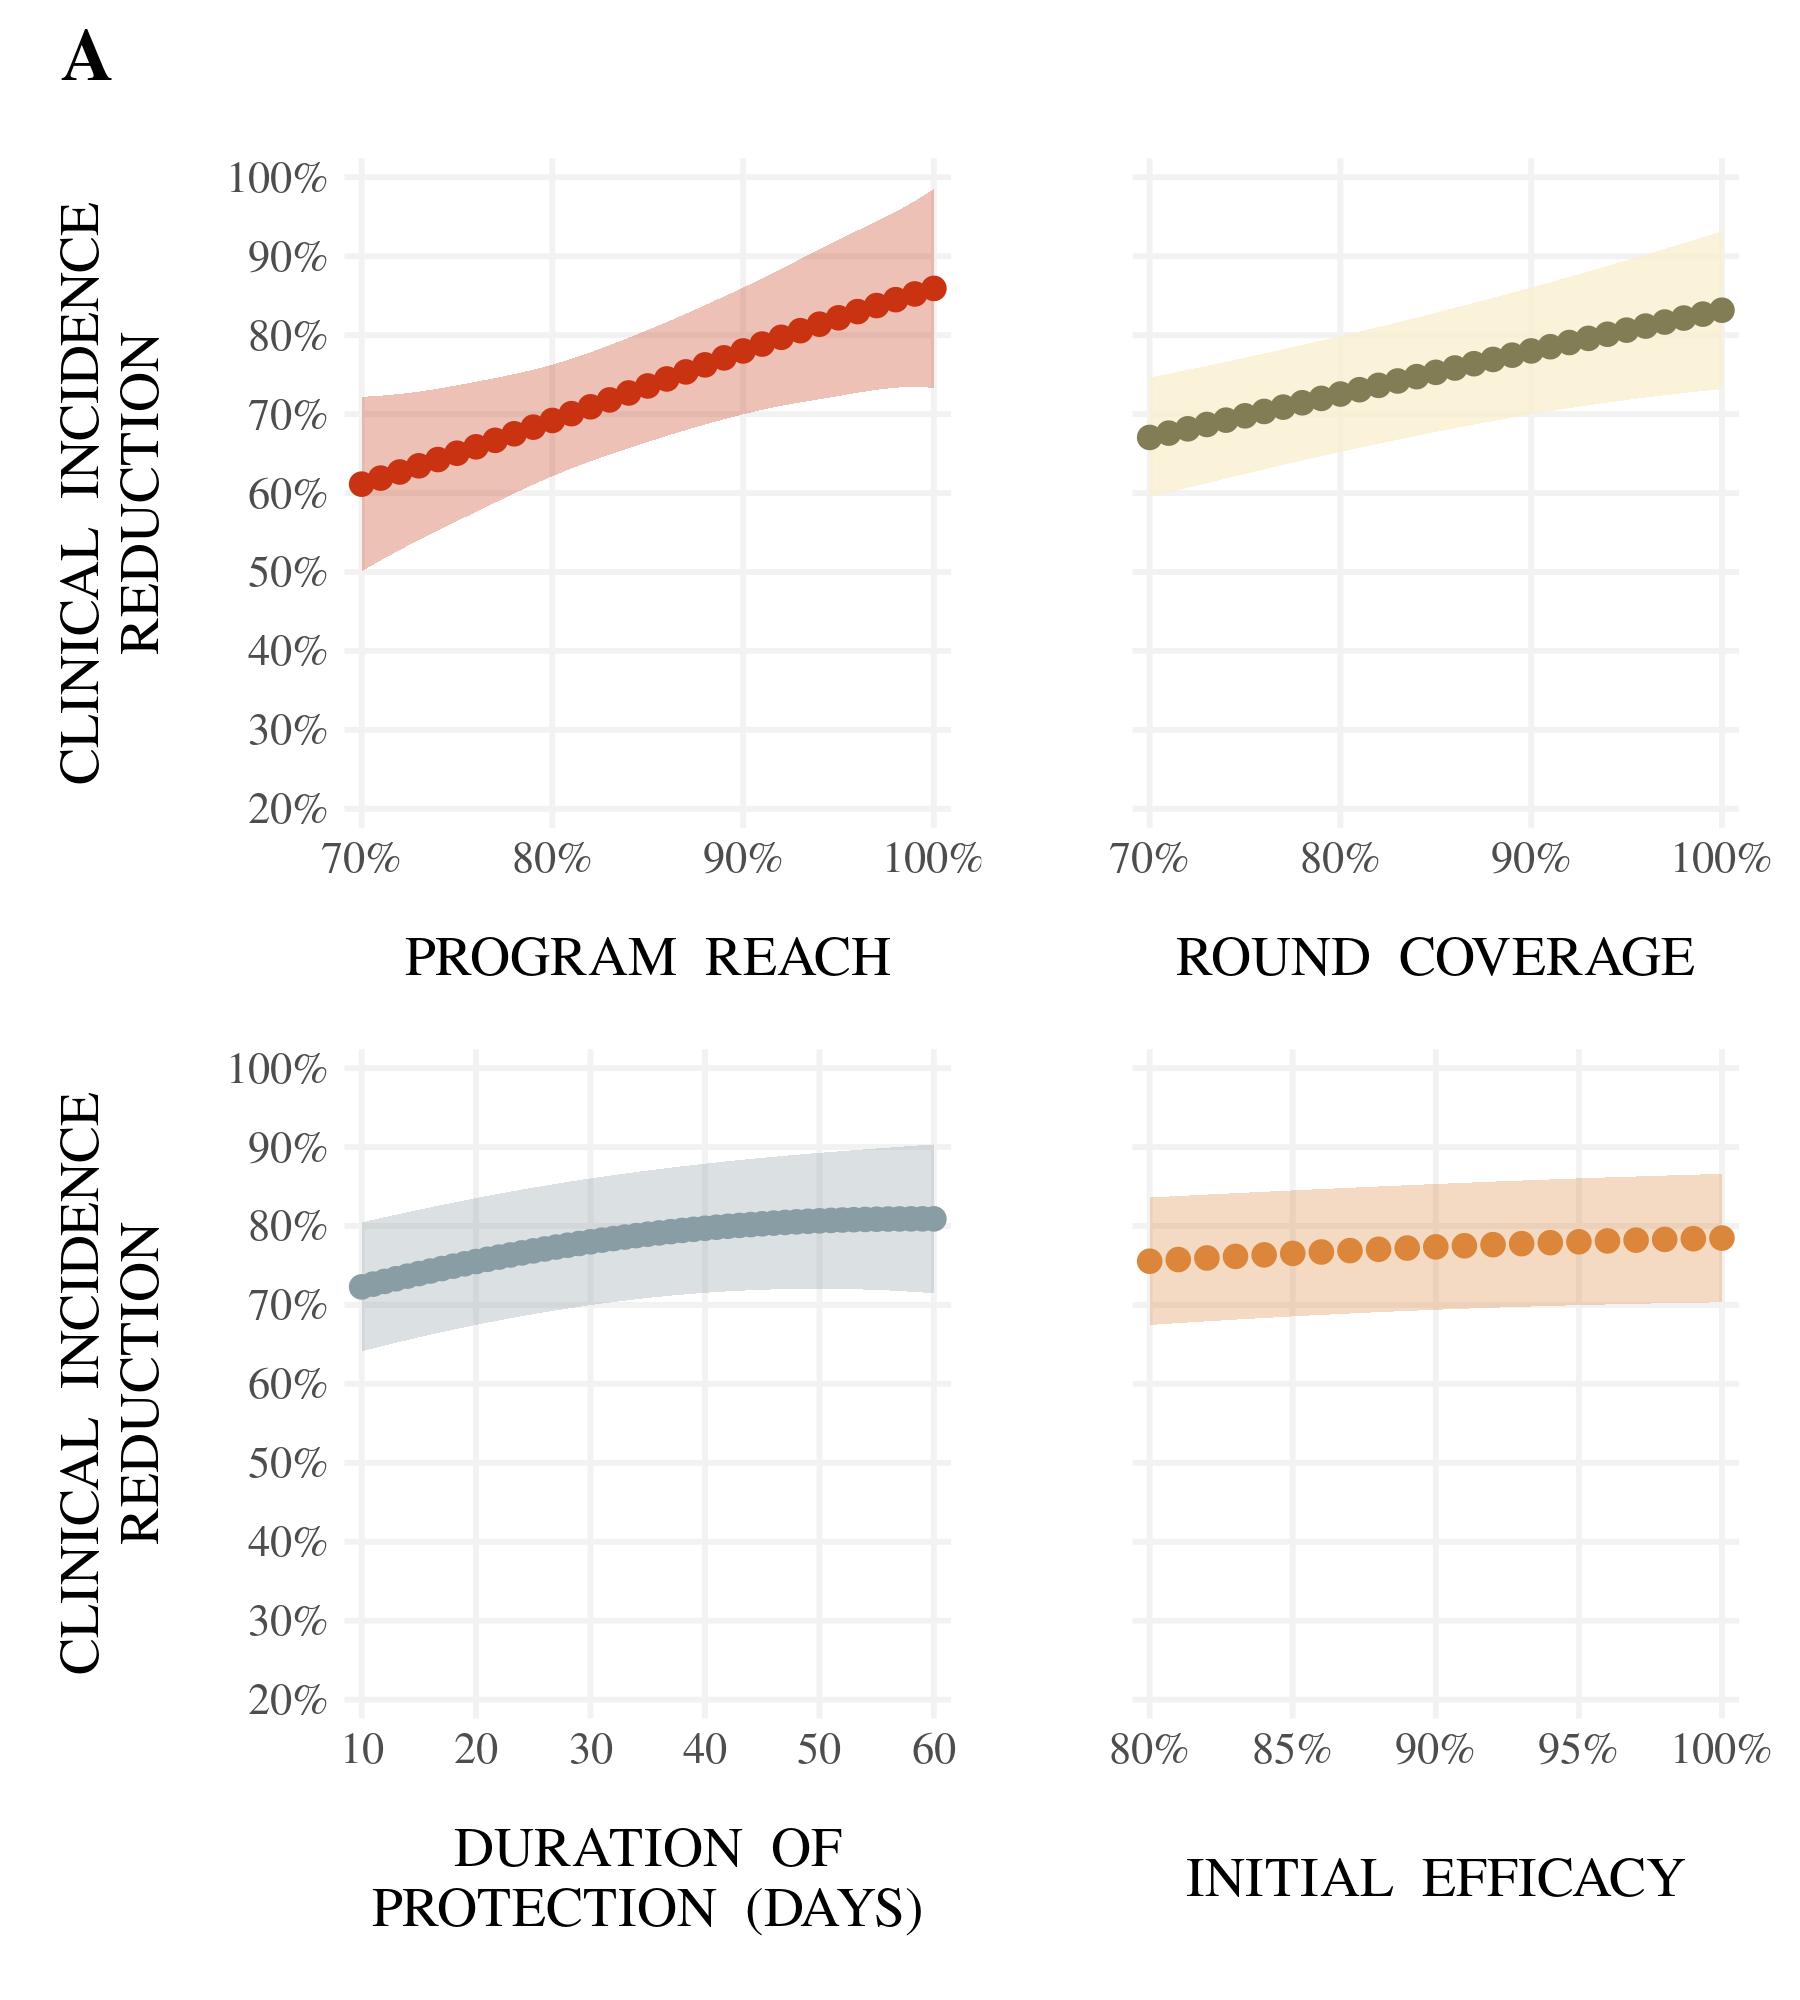 A
CLINICAL INCIDENCE
REDUCTION
100%
90%
80%
70%
60%
50%
40%
30%
20%
70% 80% 90% 100%
PROGRAM REACH
70% 80% 90% 100%
ROUND COVERAGE
CLINICAL INCIDENCE
REDUCTION
100%
90%
80%
70%
60%
50%
40%
30%
20%
10 20 30 40 50 60
DURATION OF
PROTECTION (DAYS)
80% 85% 90% 95% 100%
INITIAL EFFICACY